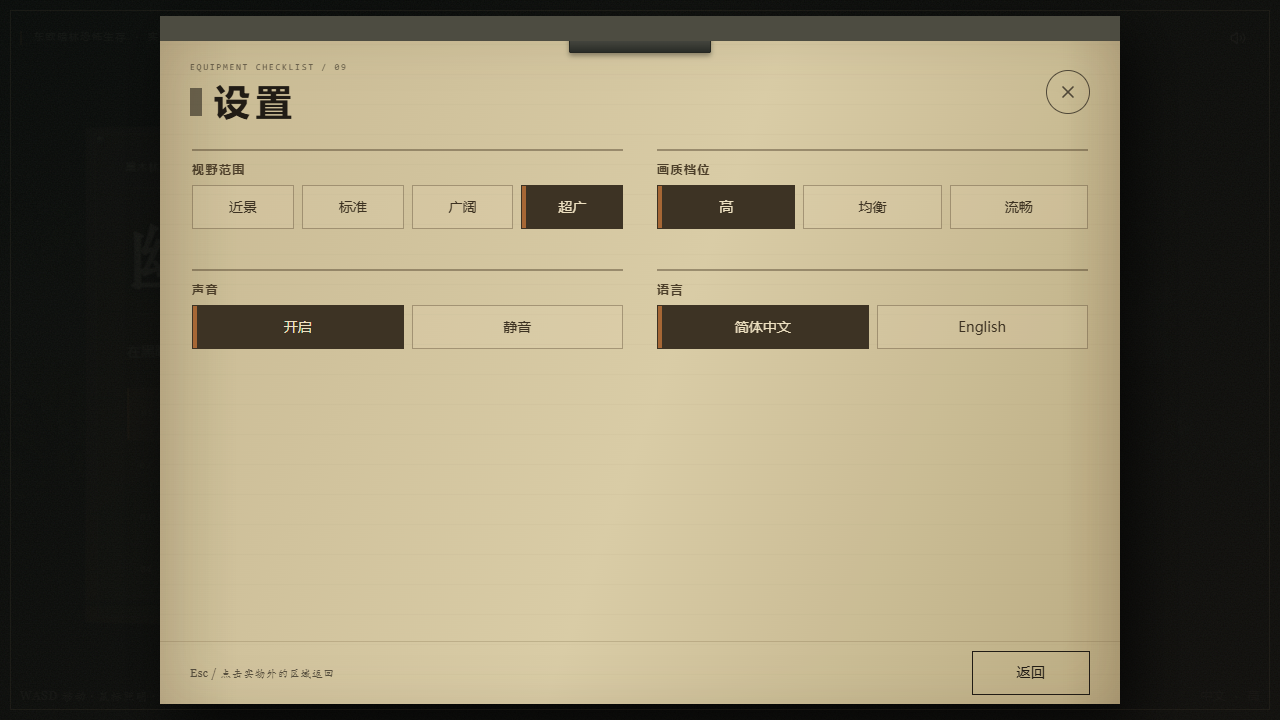 EQUIPMENT CHECKLIST / 09
设置
视野范围
近景 标准 广阔 超广
画质档位
高 均衡 流畅
声音
开启 静音
语言
简体中文 English
Esc / 点击实物外的区域返回
返回